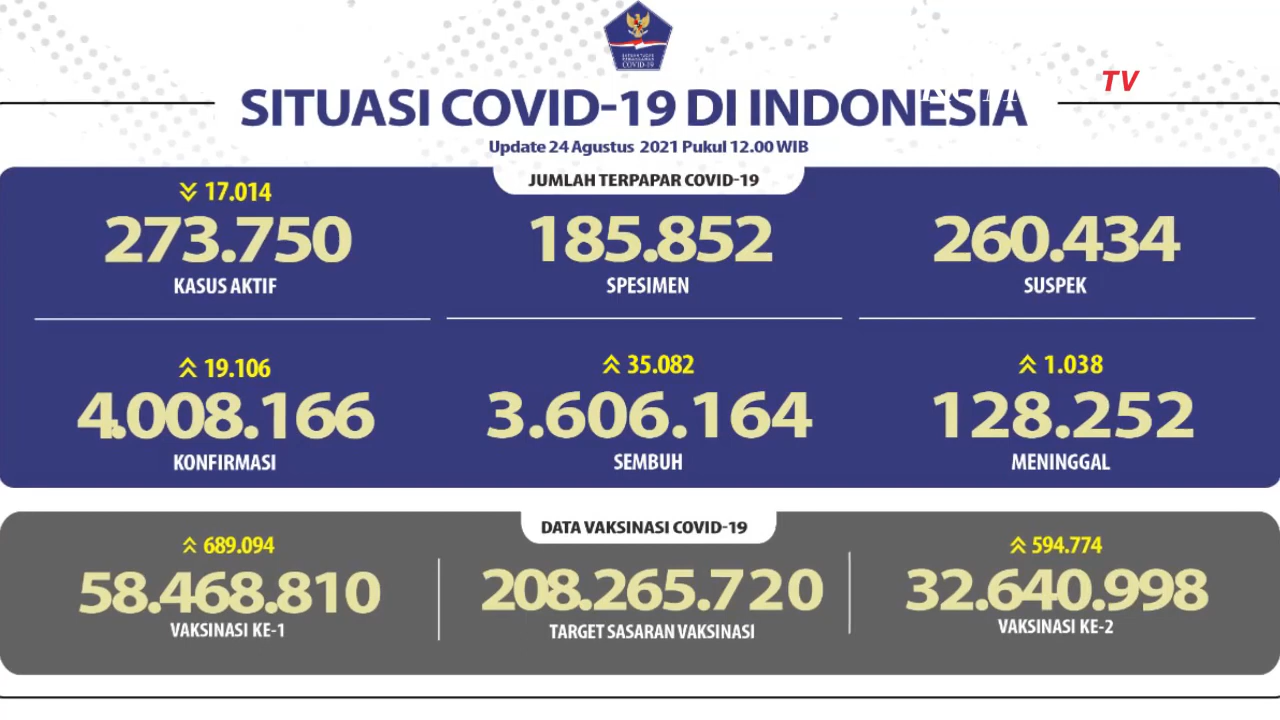 COVID-19
TV
SITUASI COVID-19 DI INDONESIA
Update 24 Agustus 2021 Pukul 12.00 WIB
JUMLAH TERPAPAR COVID-19
17.014
273.750
KASUS AKTIF
185.852
SPESIMEN
260.434
SUSPEK
19.106
4.008.166
KONFIRMASI
35.082
3.606.164
SEMBUH
1.038
128.252
MENINGGAL
DATA VAKSINASI COVID-19
689.094
58.468.810
VAKSINASI KE-1
208.265.720
TARGET SASARAN VAKSINASI
594.774
32.640.998
VAKSINASI KE-2